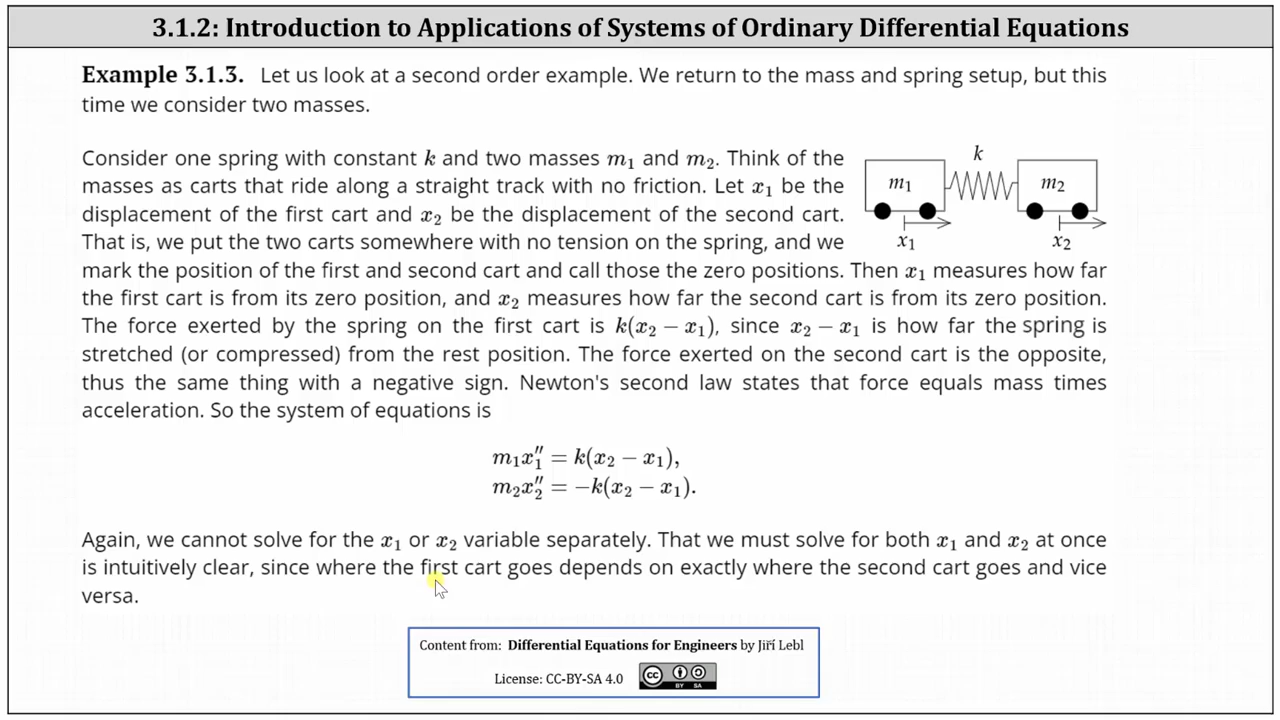 3.1.2: Introduction to Applications of Systems of Ordinary Differential Equations
Example 3.1.3. Let us look at a second order example. We return to the mass and spring setup, but this
time we consider two masses.
Consider one spring with constant k and two masses m₁ and m₂. Think of the
masses as carts that ride along a straight track with no friction. Let x₁ be the
displacement of the first cart and x₂ be the displacement of the second cart.
That is, we put the two carts somewhere with no tension on the spring, and we
mark the position of the first and second cart and call those the zero positions. Then x₁ measures how far
the first cart is from its zero position, and x₂ measures how far the second cart is from its zero position.
The force exerted by the spring on the first cart is k(x₂ − x₁), since x₂ − x₁ is how far the spring is
stretched (or compressed) from the rest position. The force exerted on the second cart is the opposite,
thus the same thing with a negative sign. Newton's second law states that force equals mass times
acceleration. So the system of equations is
k
m₁
m₂
x₁
x₂
m₁x₁″ = k(x₂ − x₁),
m₂x₂″ = −k(x₂ − x₁).
Again, we cannot solve for the x₁ or x₂ variable separately. That we must solve for both x₁ and x₂ at once
is intuitively clear, since where the first cart goes depends on exactly where the second cart goes and vice
versa.
Content from: Differential Equations for Engineers by Jiří Lebl
License: CC-BY-SA 4.0
cc
BY SA